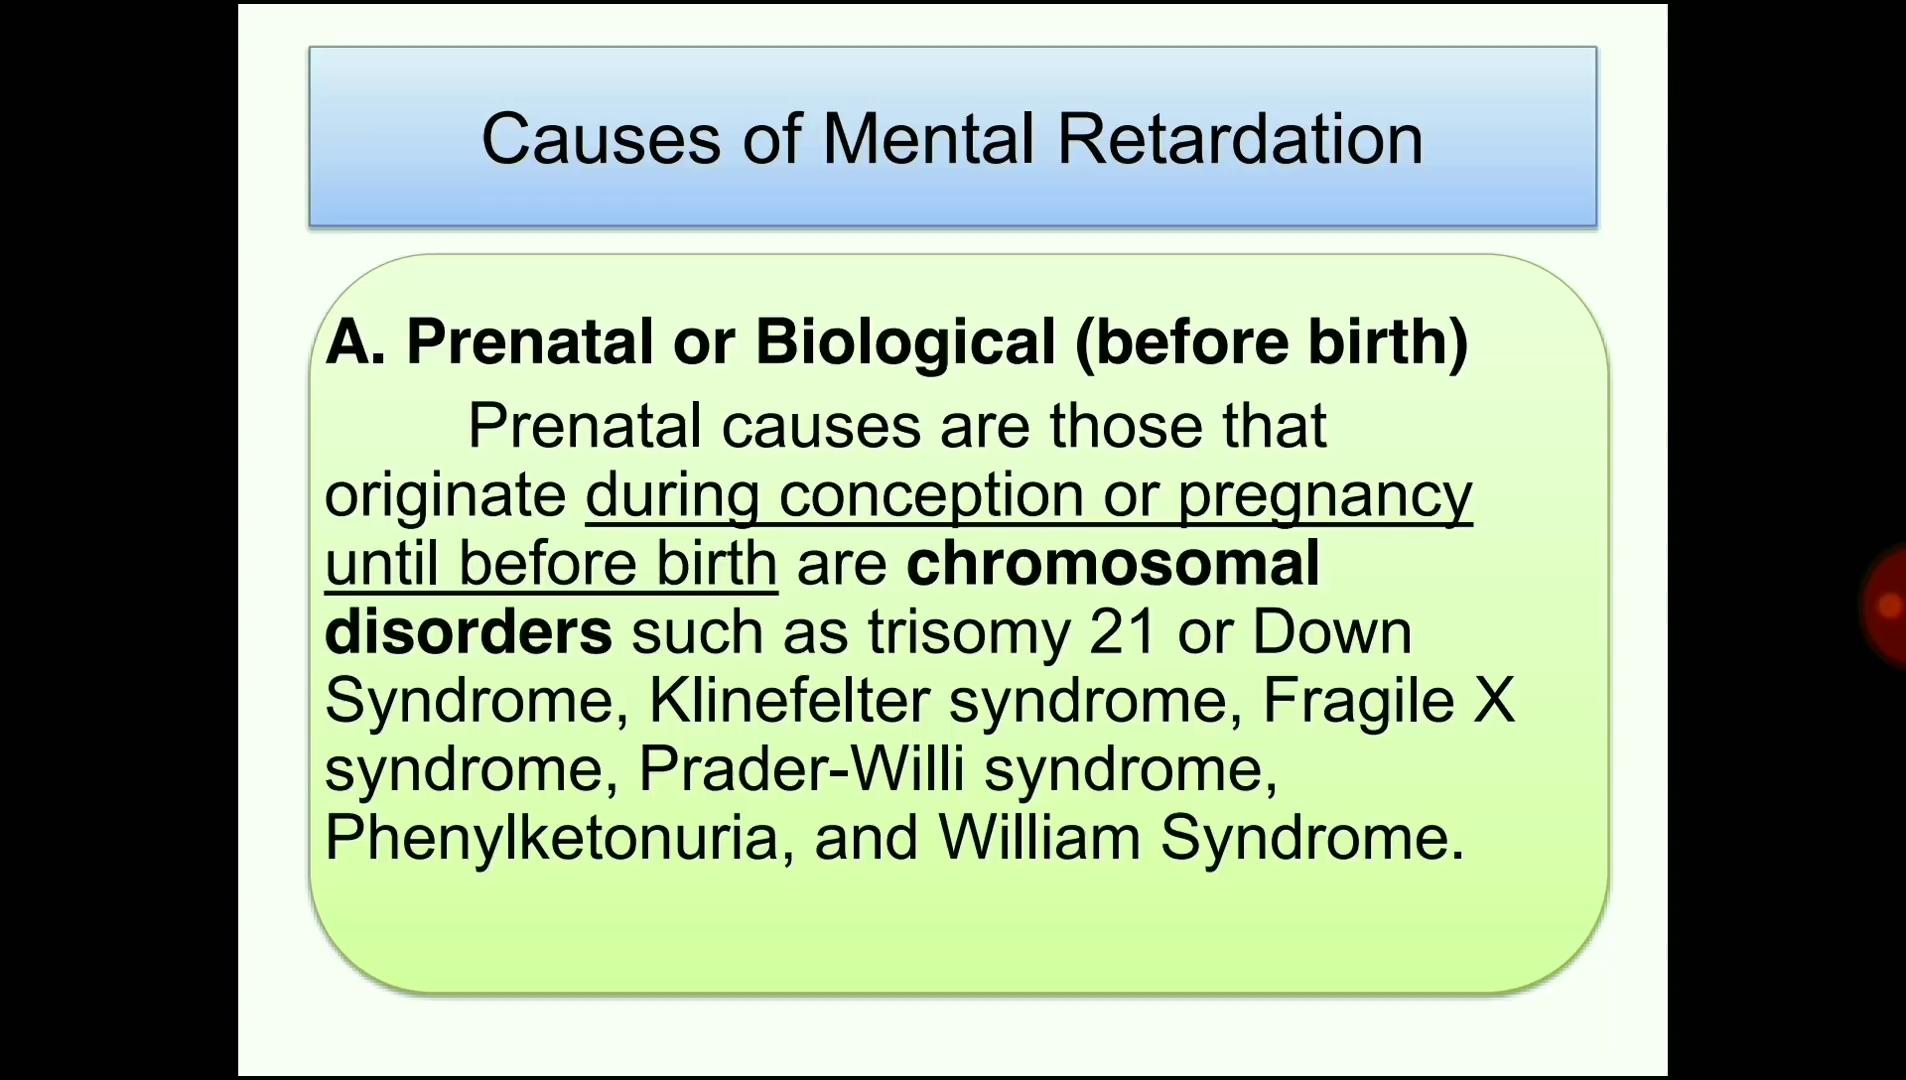 Causes of Mental Retardation
A. Prenatal or Biological (before birth)
Prenatal causes are those that
originate during conception or pregnancy
until before birth are chromosomal
disorders such as trisomy 21 or Down
Syndrome, Klinefelter syndrome, Fragile X
syndrome, Prader-Willi syndrome,
Phenylketonuria, and William Syndrome.